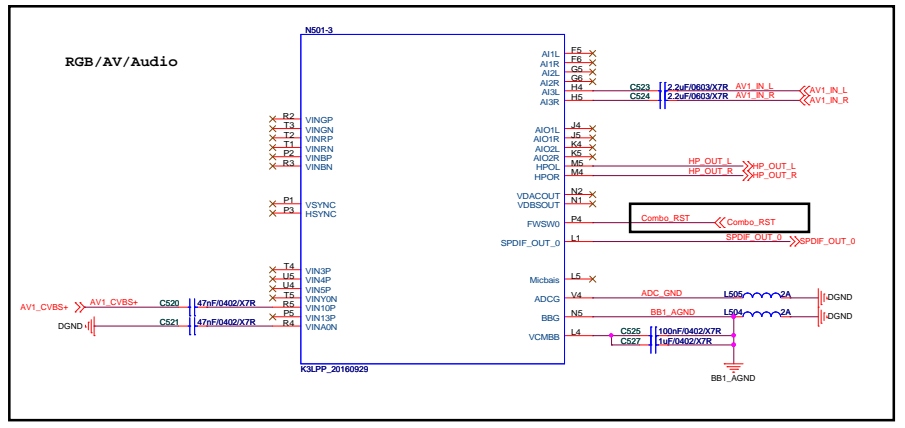 N501-3
RGB/AV/Audio
AI1L F5
AI1R F6
AI2L G5
AI2R G6
AI3L H4 C523 2.2uF/0603/X7R AV1_IN_L AV1_IN_L
AI3R H5 C524 2.2uF/0603/X7R AV1_IN_R AV1_IN_R
R2 VINGP
T3 VINGN
T2 VINRP
T1 VINRN
P2 VINBP
R3 VINBN
AIO1L J4
AIO1R J5
AIO2L K4
AIO2R K5
HPOL M5 HP_OUT_L HP_OUT_L
HPOR M4 HP_OUT_R HP_OUT_R
VDACOUT N2
VDBSOUT N1
P1 VSYNC
P3 HSYNC
FWSW0 P4 Combo_RST Combo_RST
SPDIF_OUT_0 L1 SPDIF_OUT_0 SPDIF_OUT_0
T4 VIN3P
U5 VIN4P
U4 VIN5P
T5 VINY0N
AV1_CVBS+ AV1_CVBS+ C520 47nF/0402/X7R R5 VIN10P
P5 VIN13P
DGND C521 47nF/0402/X7R R4 VINA0N
Micbais L5
ADCG V4 ADC_GND L505 2A DGND
BBG N5 BB1_AGND L504 2A DGND
VCMBB L4 C525 100nF/0402/X7R
C527 1uF/0402/X7R
BB1_AGND
K3LPP_20160929